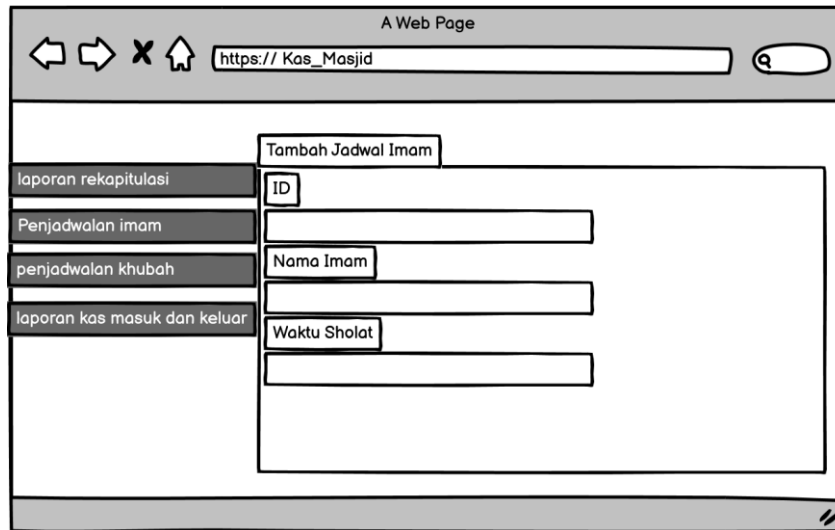 A Web Page
https:// Kas_Masjid
Tambah Jadwal Imam
laporan rekapitulasi
Penjadwalan imam
penjadwalan khubah
laporan kas masuk dan keluar
ID
Nama Imam
Waktu Sholat